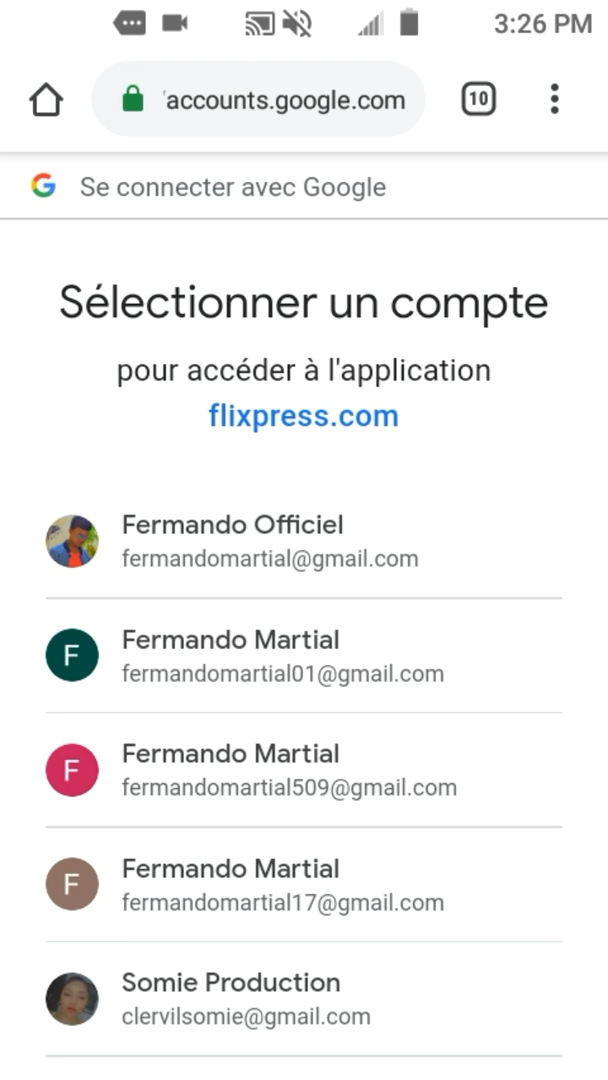 3:26 PM
accounts.google.com
10
Se connecter avec Google
Sélectionner un compte
pour accéder à l'application
flixpress.com
Fermando Officiel
fermandomartial@gmail.com
F
Fermando Martial
fermandomartial01@gmail.com
F
Fermando Martial
fermandomartial509@gmail.com
F
Fermando Martial
fermandomartial17@gmail.com
Somie Production
clervilsomie@gmail.com